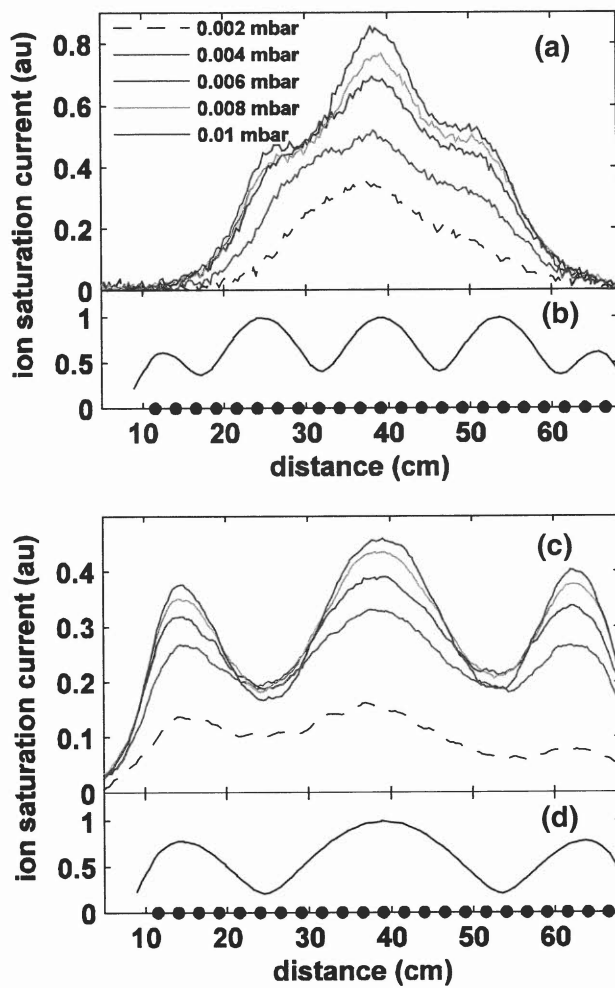 0.8
0.6
0.4
0.2
0
ion saturation current (au)
0.002 mbar
0.004 mbar
0.006 mbar
0.008 mbar
0.01 mbar
(a)
1
0.5
0
(b)
10 20 30 40 50 60
distance (cm)
0.4
0.3
0.2
0.1
0
ion saturation current (au)
(c)
1
0.5
0
(d)
10 20 30 40 50 60
distance (cm)